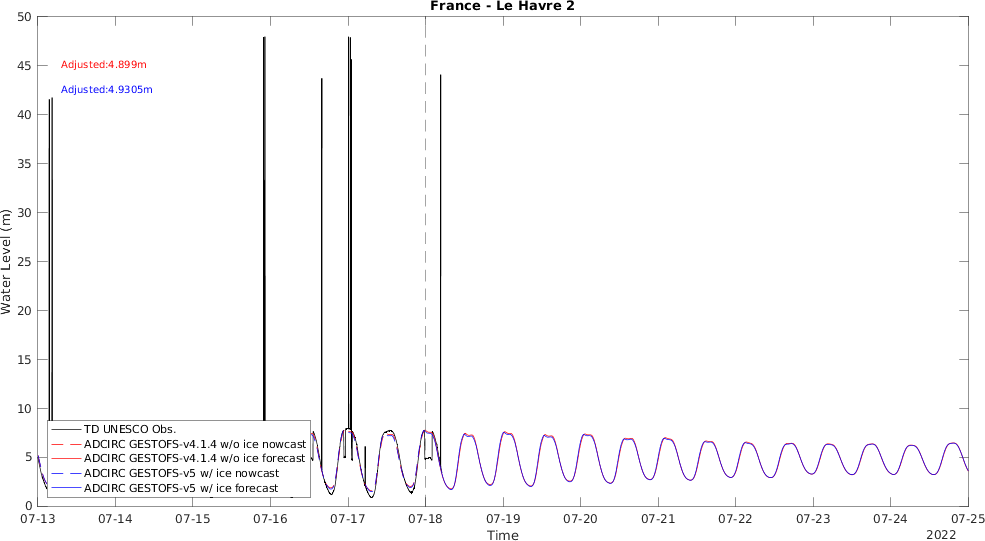 France - Le Havre 2
50
45
40
35
30
25
20
15
10
5
0
Water Level (m)
Adjusted:4.899m
Adjusted:4.9305m
TD UNESCO Obs.
ADCIRC GESTOFS-v4.1.4 w/o ice nowcast
ADCIRC GESTOFS-v4.1.4 w/o ice forecast
ADCIRC GESTOFS-v5 w/ ice nowcast
ADCIRC GESTOFS-v5 w/ ice forecast
07-13 07-14 07-15 07-16 07-17 07-18 07-19 07-20 07-21 07-22 07-23 07-24 07-25
Time
2022